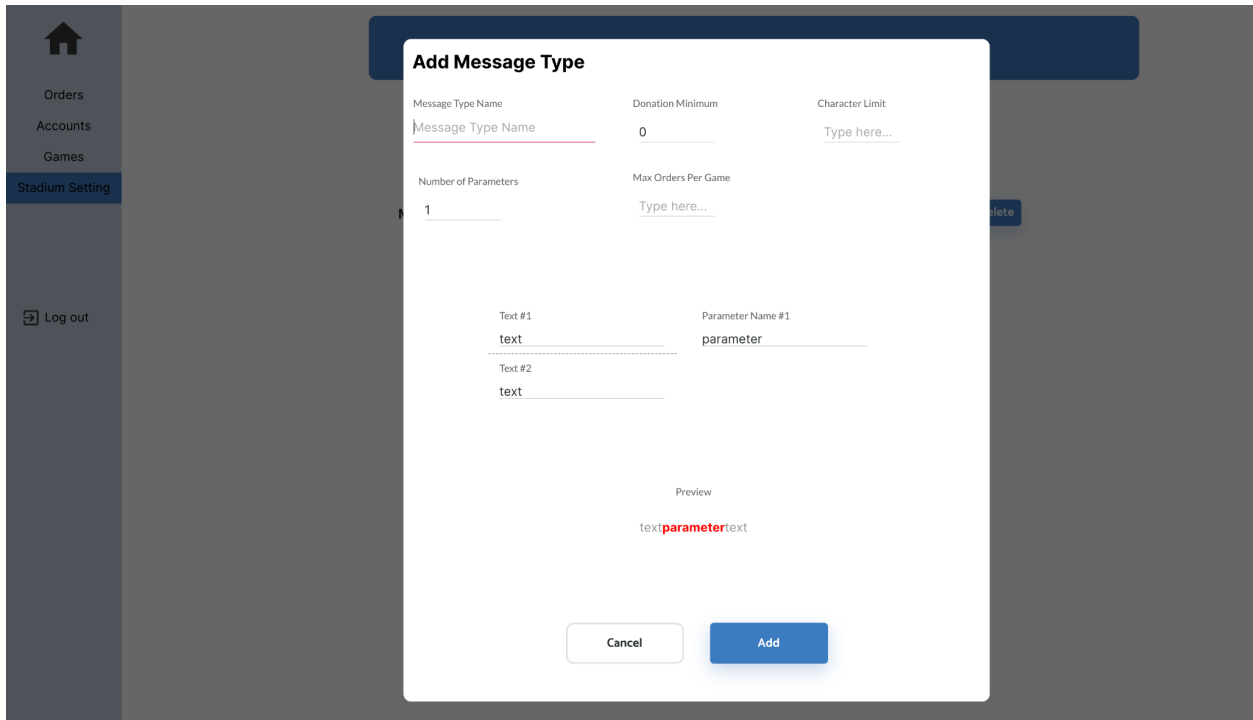 Orders
Accounts
Games
Stadium Setting
Log out
Add Message Type
Message Type Name
Donation Minimum
Character Limit
Message Type Name
0
Type here...
Number of Parameters
Max Orders Per Game
1
Type here...
elete
Text #1
Parameter Name #1
text
parameter
Text #2
text
Preview
textparametertext
Cancel
Add